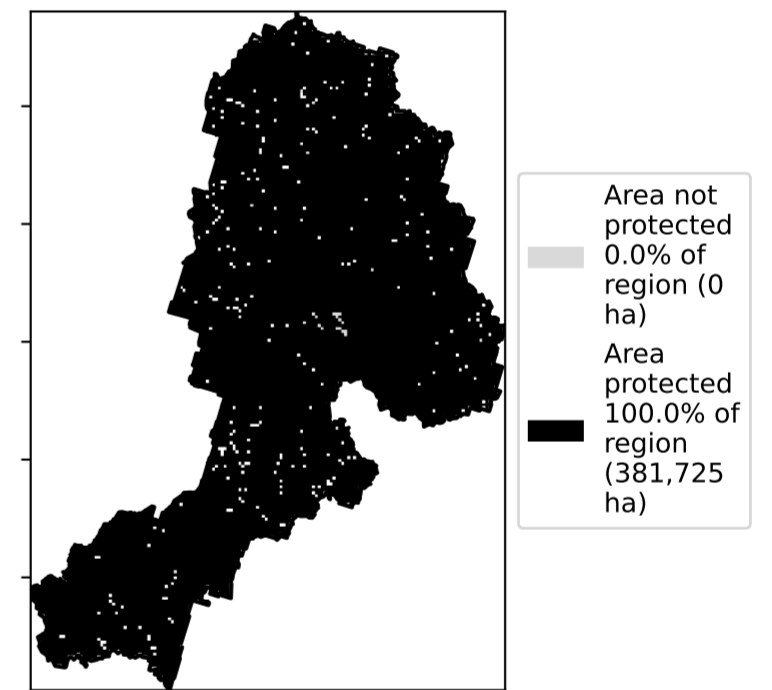 Area not
protected
0.0% of
region (0
ha)
Area
protected
100.0% of
region
(381,725
ha)